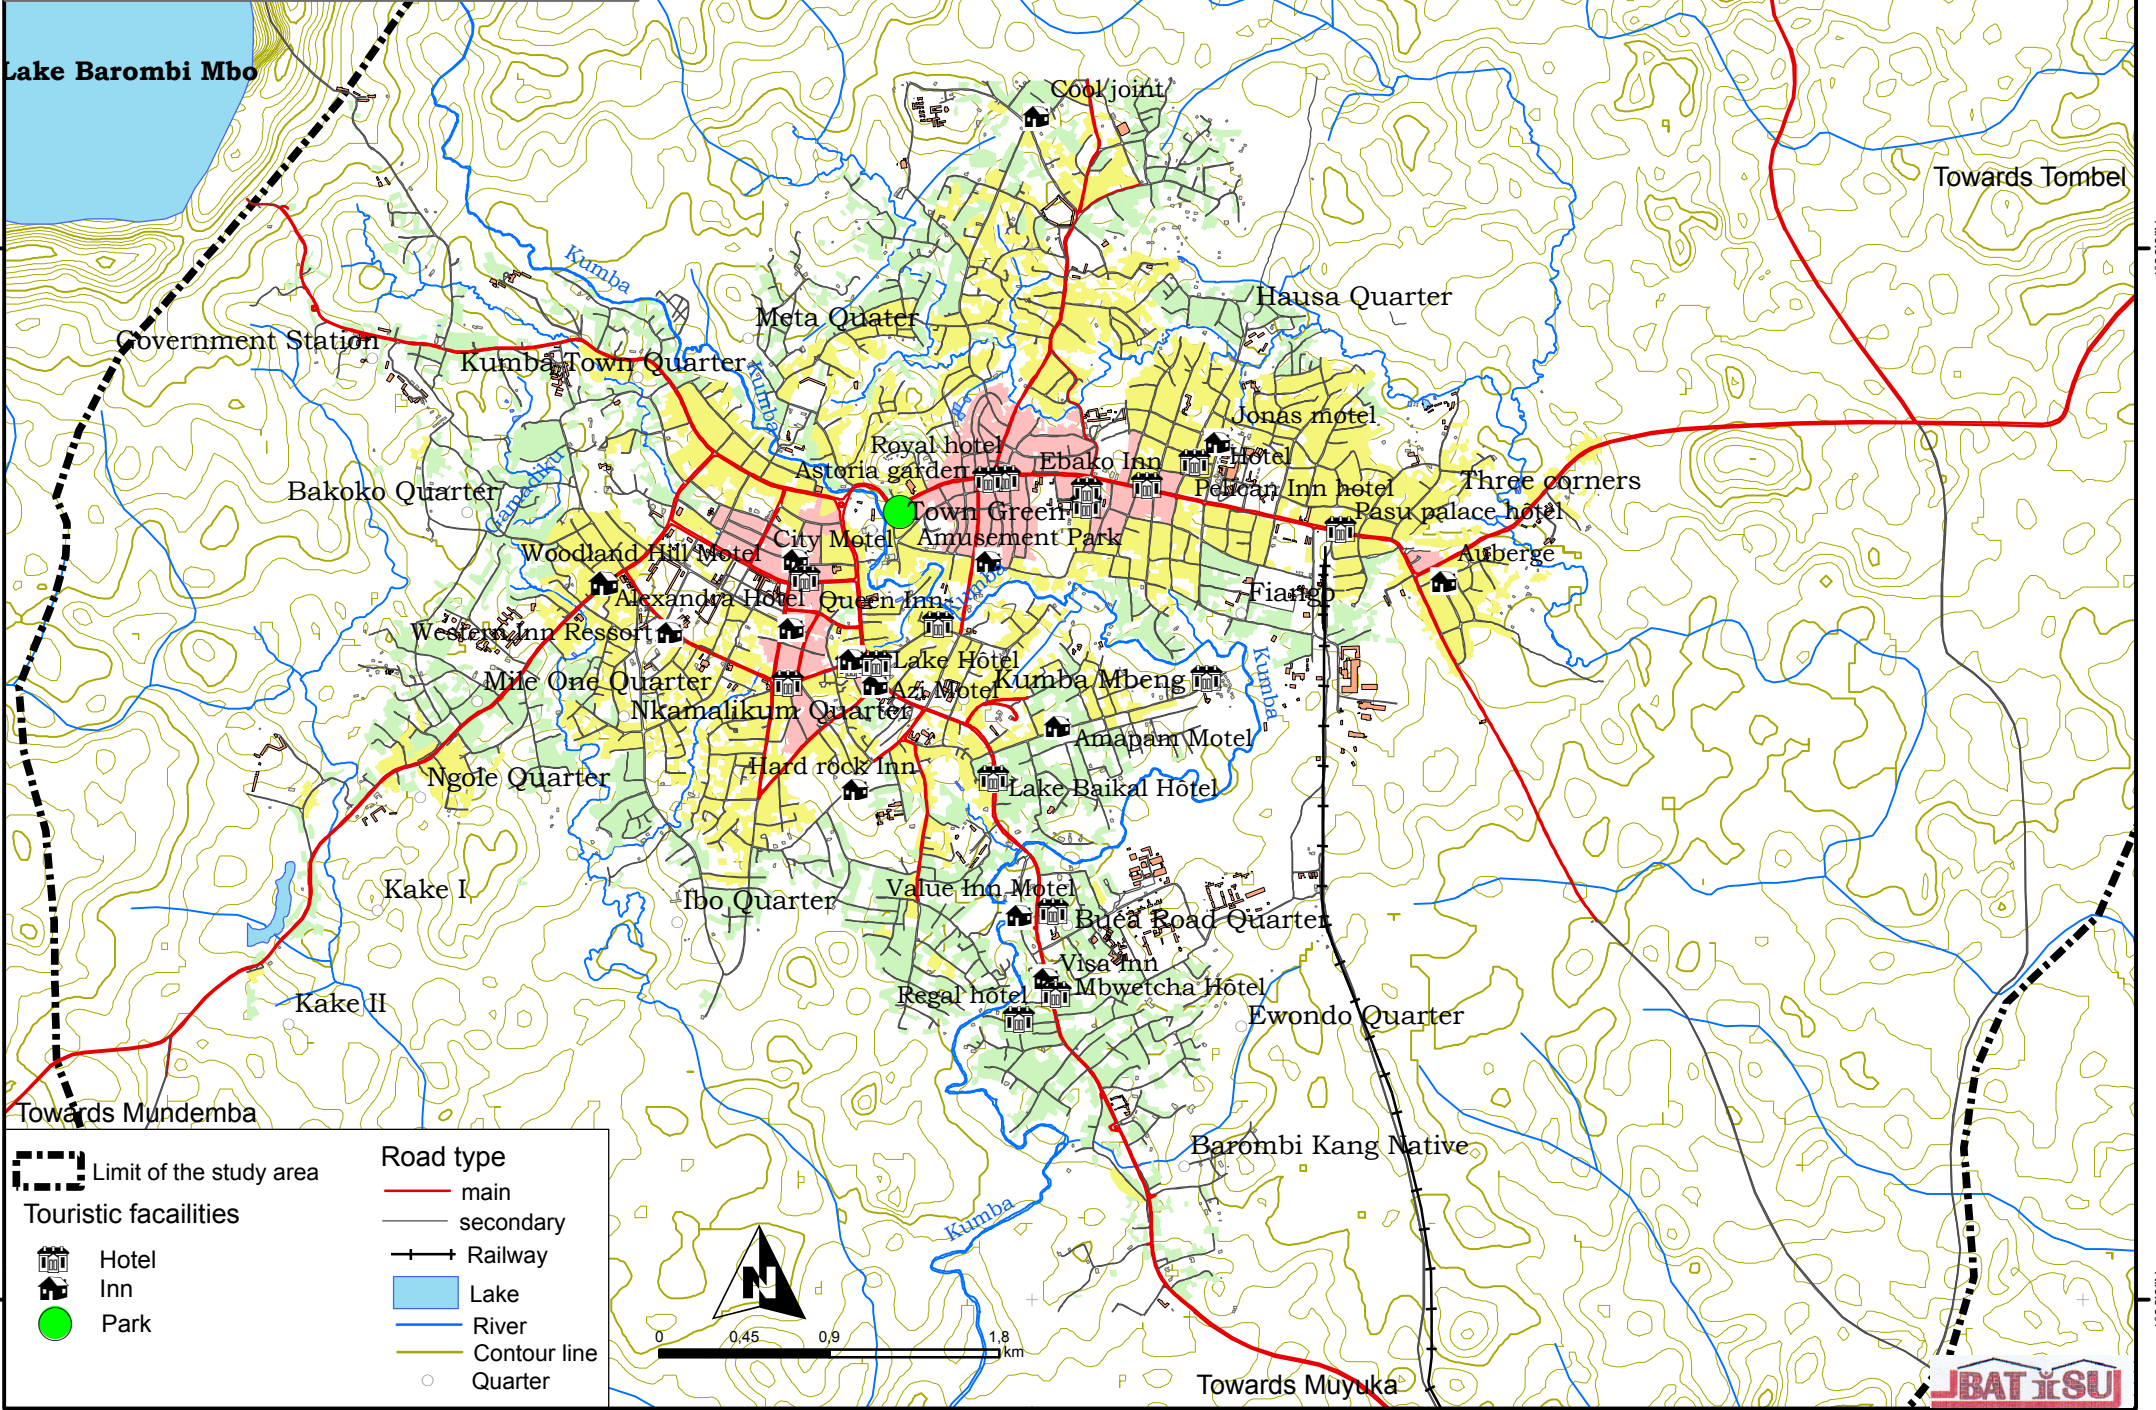 Lake Barombi Mbo
Cool joint
Towards Tombel
Kumba
Hausa Quarter
Meta Quater
Government Station
Kumba Town Quarter
Kumba
Jonas motel
Royal hotel
Hotel
Ebako Inn
Astoria garden
Three corners
Bakoko Quarter
Pelican Inn hotel
Gamadiku
Town Green
Pasu palace hotel
City Motel
Amusement Park
Woodland Hill Motel
Auberge
Kumba
Fiango
Alexandra Hotel
Queen Inn
Western Inn Ressort
Lake Hotel
Kumba
Mile One Quarter
Azi Motel
Kumba Mbeng
Nkamalikum Quarter
Amapam Motel
Hard rock Inn
Ngole Quarter
Lake Baikal Hotel
Kake I
Value Inn Motel
Ibo Quarter
Buea Road Quarter
Visa Inn
Mbwetcha Hotel
Regal hotel
Kake II
Ewondo Quarter
Towards Mundemba
Barombi Kang Native
Kumba
Limit of the study area
Touristic facailities
Hotel
Inn
Park
Road type
main
secondary
Railway
Lake
River
Contour line
Quarter
N
0 0,45 0,9 1,8
km
Towards Muyuka